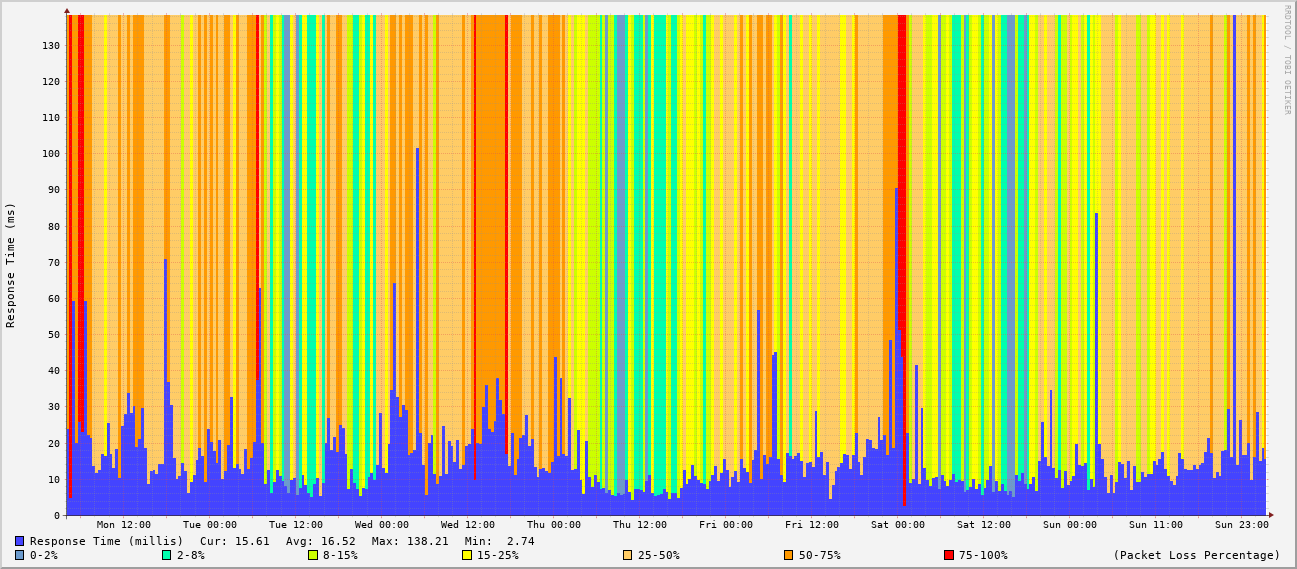 RRDTOOL / TOBI OETIKER
Response Time (ms)
130
120
110
100
90
80
70
60
50
40
30
20
10
0
Mon 12:00 Tue 00:00 Tue 12:00 Wed 00:00 Wed 12:00 Thu 00:00 Thu 12:00 Fri 00:00 Fri 12:00 Sat 00:00 Sat 12:00 Sun 00:00 Sun 11:00 Sun 23:00
Response Time (millis) Cur: 15.61 Avg: 16.52 Max: 138.21 Min: 2.74
0-2% 2-8% 8-15% 15-25% 25-50% 50-75% 75-100% (Packet Loss Percentage)